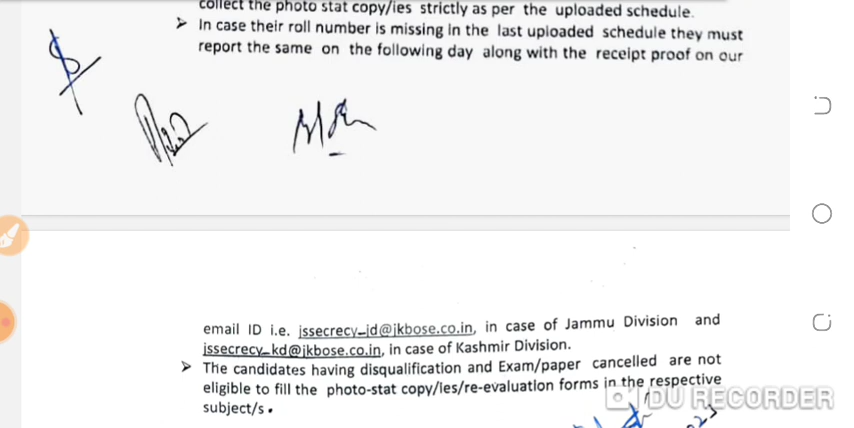 collect the photo stat copy/ies strictly as per the uploaded schedule.
➤ In case their roll number is missing in the last uploaded schedule they must
report the same on the following day along with the receipt proof on our
email ID i.e. jssecrecy_jd@jkbose.co.in, in case of Jammu Division and
jssecrecy_kd@jkbose.co.in, in case of Kashmir Division.
➤ The candidates having disqualification and Exam/paper cancelled are not
eligible to fill the photo-stat copy/ies/re-evaluation forms in the respective
subject/s.
DU RECORDER